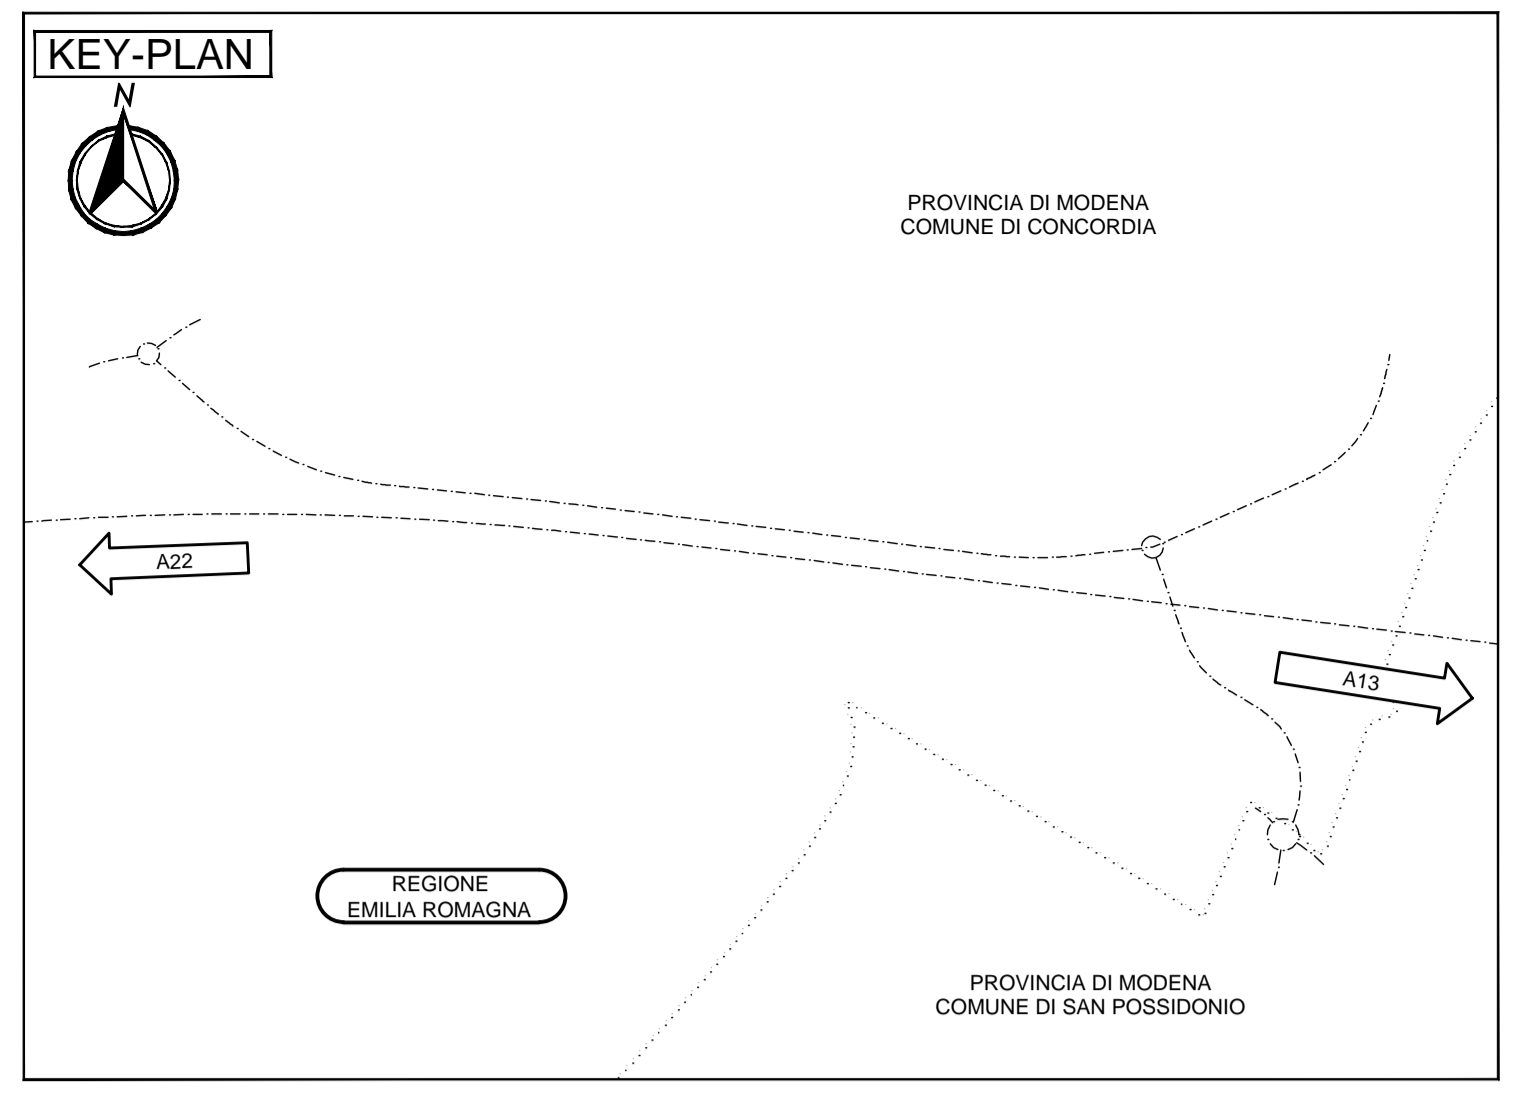 KEY-PLAN
N
PROVINCIA DI MODENA
COMUNE DI CONCORDIA
A22
A13
REGIONE
EMILIA ROMAGNA
PROVINCIA DI MODENA
COMUNE DI SAN POSSIDONIO